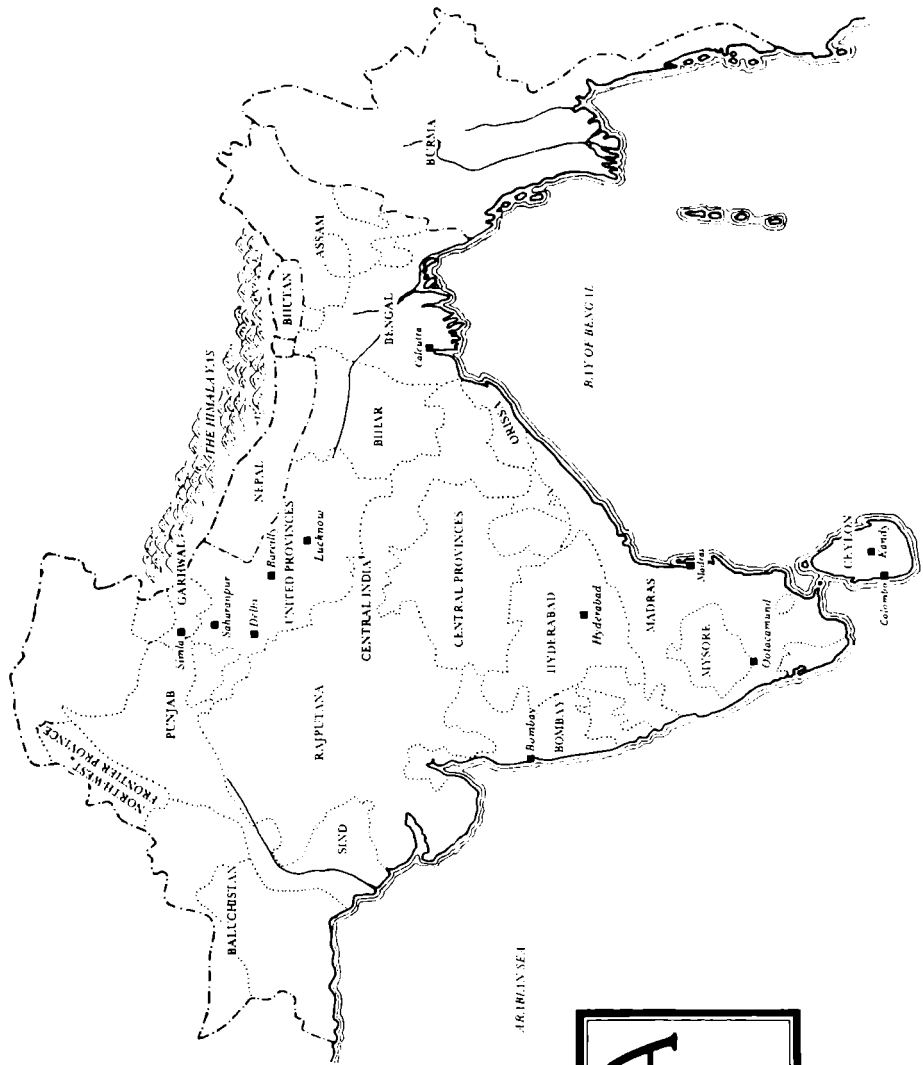 NORTHWEST
FRONTIER PROVINCE
THE HIMALAYAS
PUNJAB
GARHWAL
Simla
Saharanpur
Delhi
Bareilly
NEPAL
BHUTAN
ASSAM
BALUCHISTAN
SIND
RAJPUTANA
UNITED PROVINCES
Lucknow
CENTRAL INDIA
BIHAR
BENGAL
Calcutta
BURMA
CENTRAL PROVINCES
ORISSA
ARABIAN SEA
Bombay
BOMBAY
HYDERABAD
Hyderabad
BAY OF BENGAL
MADRAS
Madras
MYSORE
Ootacamund
CEYLON
Kandy
Colombo